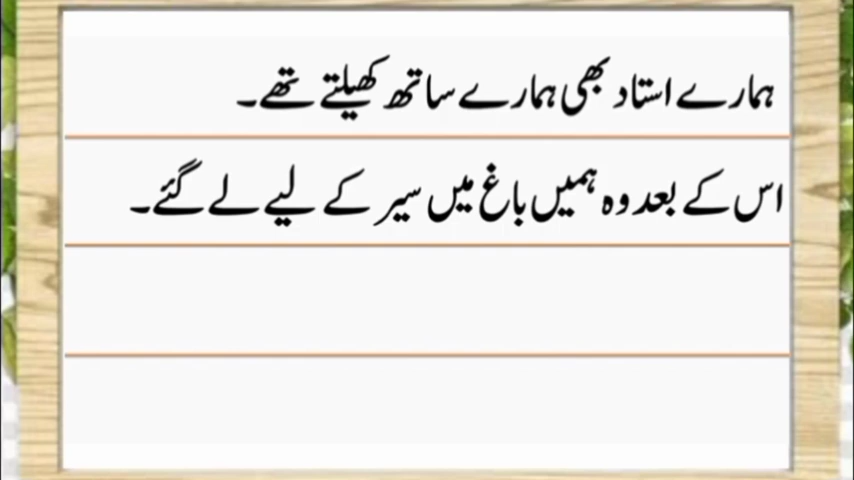 ہمارے استاد بھی ہمارے ساتھ کھیلتے تھے۔
اس کے بعد وہ ہمیں باغ میں سیر کے لیے لے گئے۔